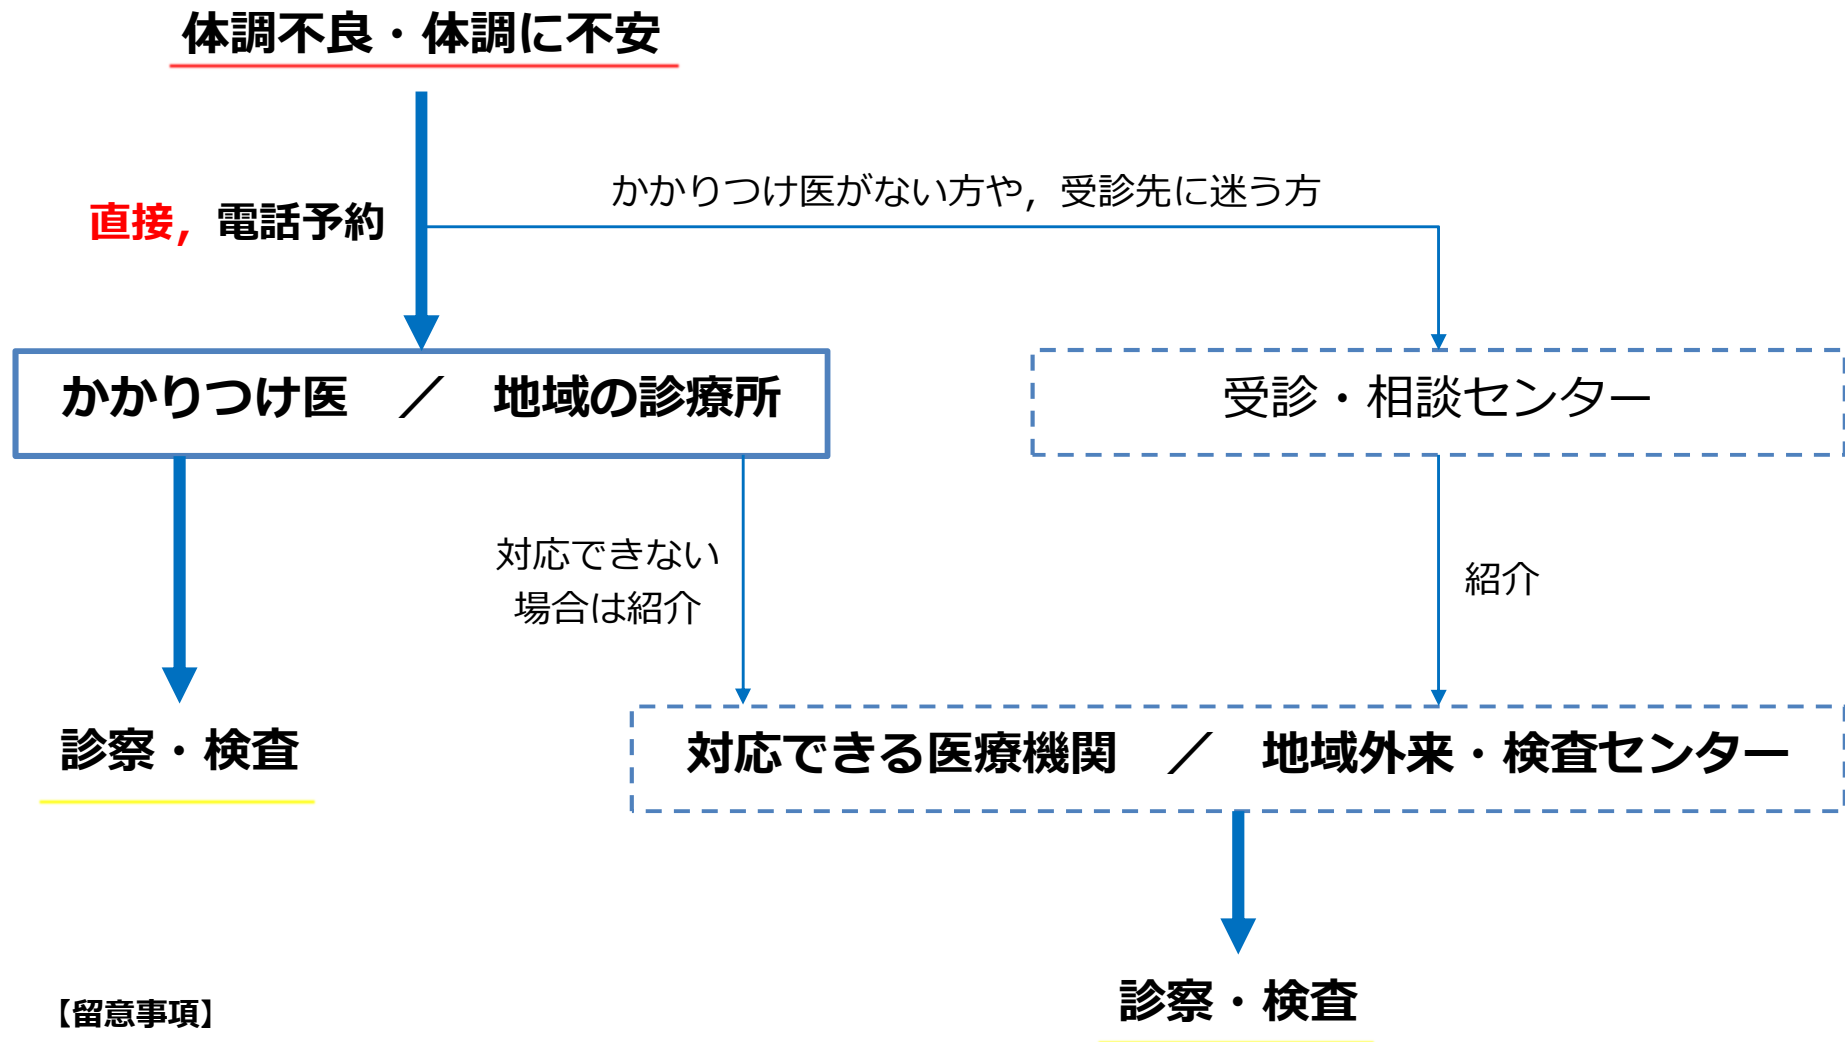 体調不良・体調に不安
かかりつけ医がない方や，受診先に迷う方
直接，電話予約
かかりつけ医　／　地域の診療所
受診・相談センター
対応できない
場合は紹介
紹介
診察・検査
対応できる医療機関　／　地域外来・検査センター
診察・検査
【留意事項】